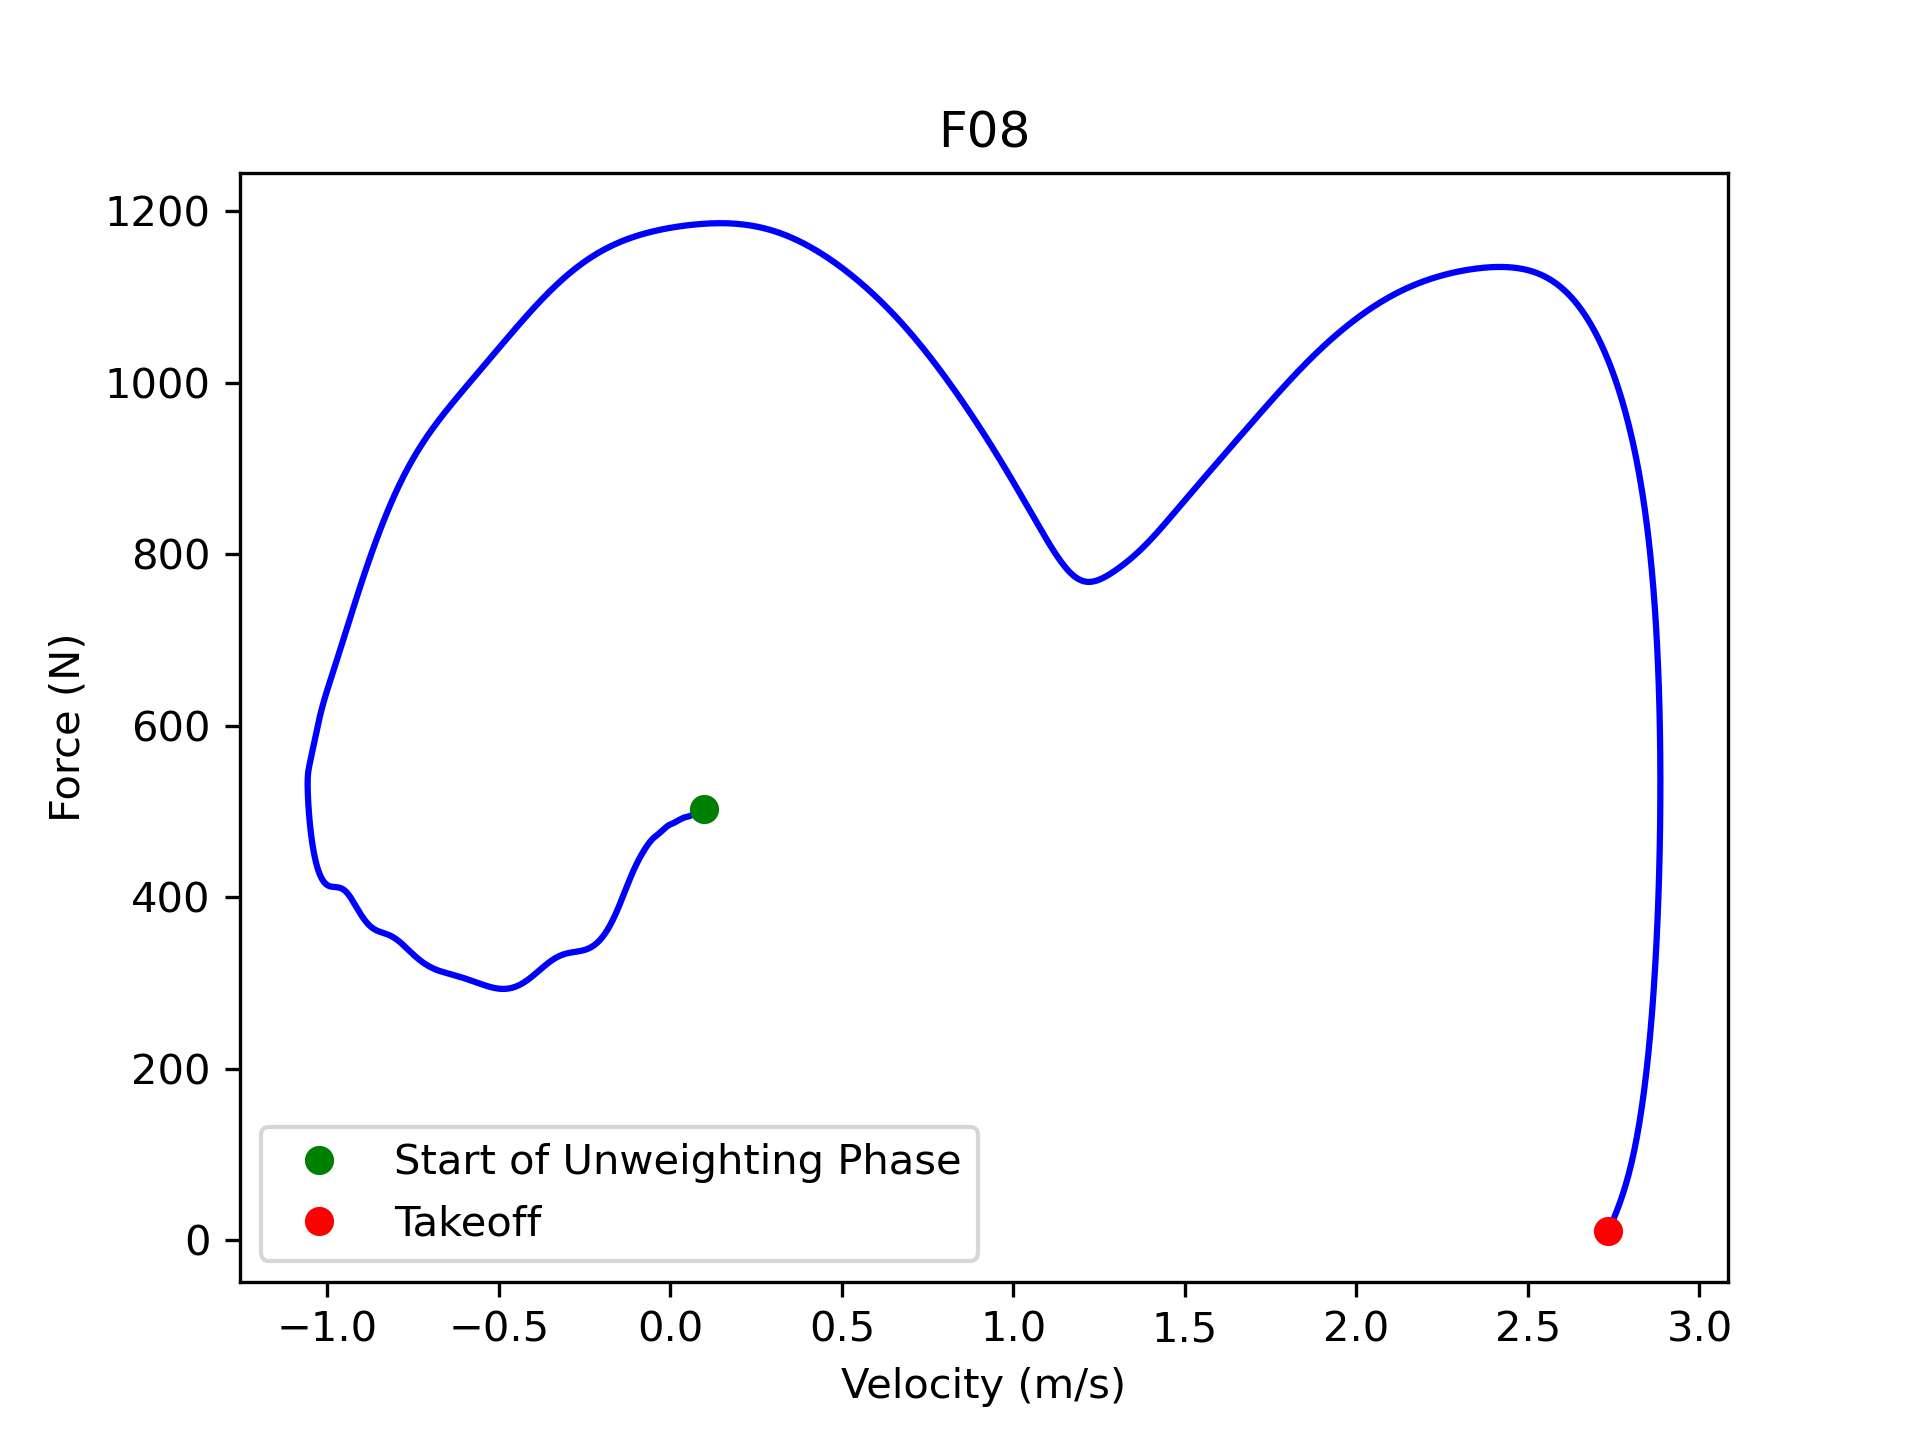 F08
1200
1000
800
600
400
200
0
Force (N)
Start of Unweighting Phase
Takeoff
−1.0 −0.5 0.0 0.5 1.0 1.5 2.0 2.5 3.0
Velocity (m/s)